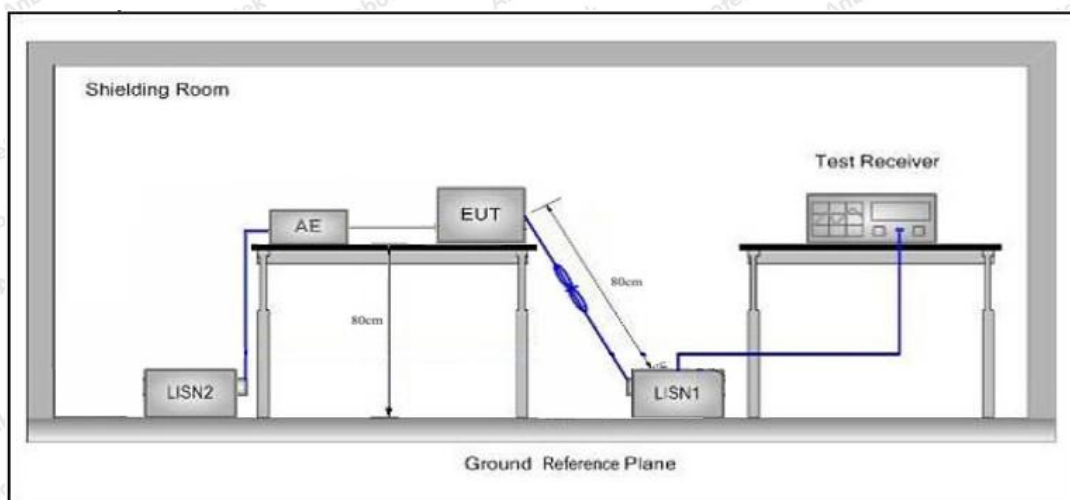 Shielding Room
Test Receiver
EUT
AE
80cm
80cm
LISN2
LISN1
Ground Reference Plane